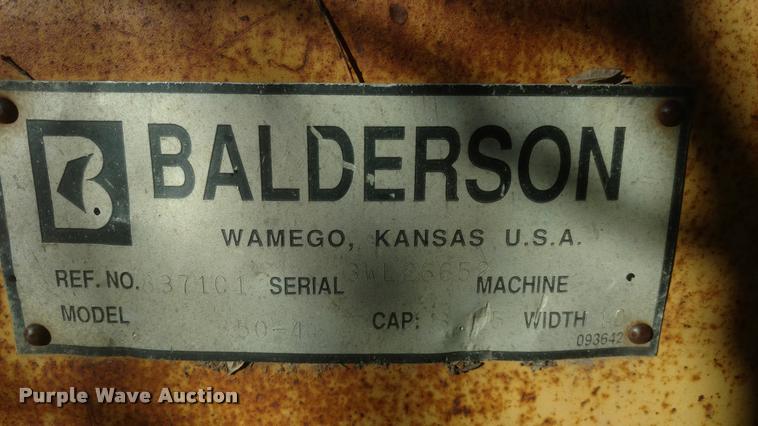 B BALDERSON
WAMEGO, KANSAS U.S.A.
REF. NO. SERIAL MACHINE
MODEL CAP: WIDTH
093642
Purple Wave Auction